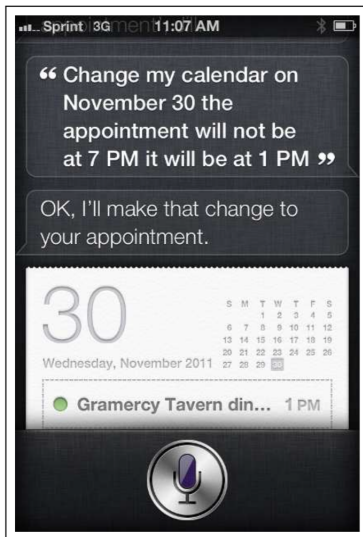 Sprint 3G 11:07 AM
“ Change my calendar on
November 30 the
appointment will not be
at 7 PM it will be at 1 PM ”
OK, I'll make that change to
your appointment.
30
S M T W T F S
1 2 3 4 5
6 7 8 9 10 11 12
13 14 15 16 17 18 19
20 21 22 23 24 25 26
27 28 29 30
Wednesday, November 2011
Gramercy Tavern din... 1 PM